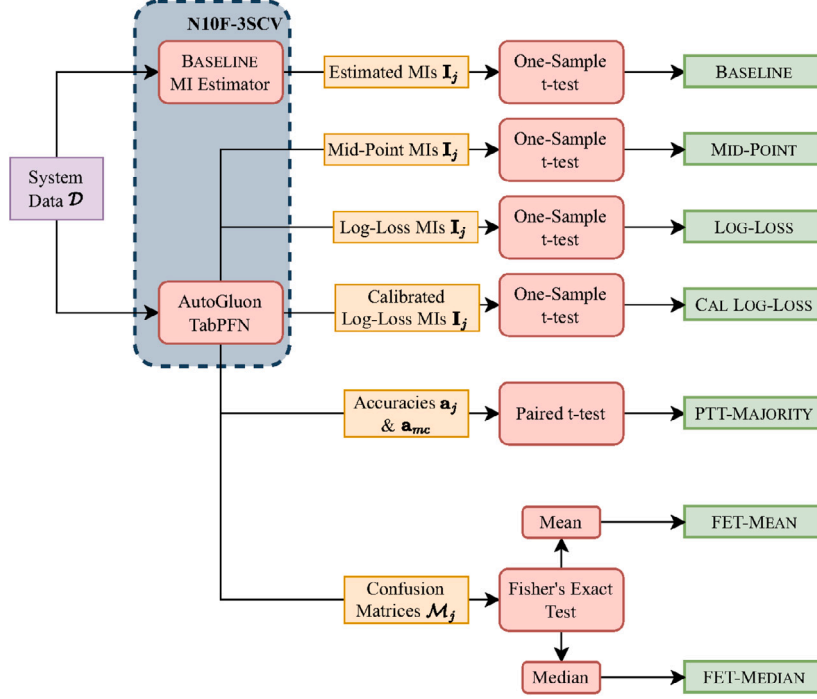 N10F-3SCV
BASELINE
MI Estimator
Estimated MIs I_j
One-Sample
t-test
BASELINE
System
Data 𝓓
Mid-Point MIs I_j
One-Sample
t-test
MID-POINT
Log-Loss MIs I_j
One-Sample
t-test
LOG-LOSS
AutoGluon
TabPFN
Calibrated
Log-Loss MIs I_j
One-Sample
t-test
CAL LOG-LOSS
Accuracies a_j
& a_mc
Paired t-test
PTT-MAJORITY
Mean
FET-MEAN
Confusion
Matrices 𝓜_j
Fisher's Exact
Test
Median
FET-MEDIAN